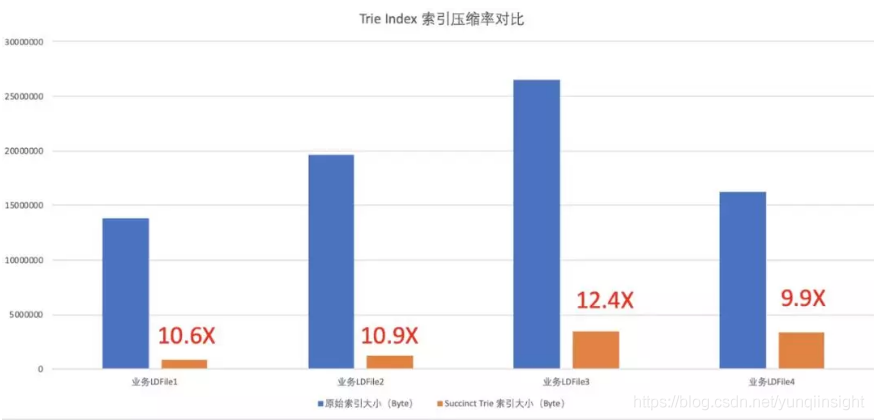 Trie Index 索引压缩率对比
30000000
25000000
20000000
15000000
10000000
5000000
0
10.6X
10.9X
12.4X
9.9X
业务LDFile1
业务LDFile2
业务LDFile3
业务LDFile4
原始索引大小（Byte）
Succinct Trie 索引大小（Byte）
https://blog.csdn.net/yunqiinsight